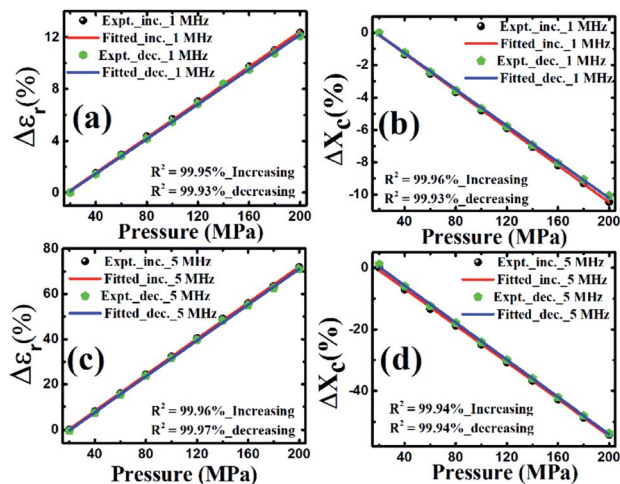 Expt._inc._1 MHz
Fitted_inc._1 MHz
Expt._dec._1 MHz
Fitted_dec._1 MHz
(a)
R² = 99.95%_Increasing
R² = 99.93%_decreasing
Δεr(%)
12
8
4
0
40 80 120 160 200
Pressure (MPa)
Expt._inc._1 MHz
Fitted_inc._1 MHz
Expt._dec._1 MHz
Fitted_dec._1 MHz
(b)
R² = 99.96%_Increasing
R² = 99.93%_decreasing
ΔXc(%)
0
-2
-4
-6
-8
-10
40 80 120 160 200
Pressure (MPa)
Expt._inc._5 MHz
Fitted_inc._5 MHz
Expt._dec._5 MHz
Fitted_dec._5 MHz
(c)
R² = 99.96%_Increasing
R² = 99.97%_decreasing
Δεr(%)
80
60
40
20
0
40 80 120 160 200
Pressure (MPa)
Expt._inc._5 MHz
Fitted_inc._5 MHz
Expt._dec._5 MHz
Fitted_dec._5 MHz
(d)
R² = 99.94%_Increasing
R² = 99.94%_decreasing
ΔXc(%)
0
-20
-40
40 80 120 160 200
Pressure (MPa)